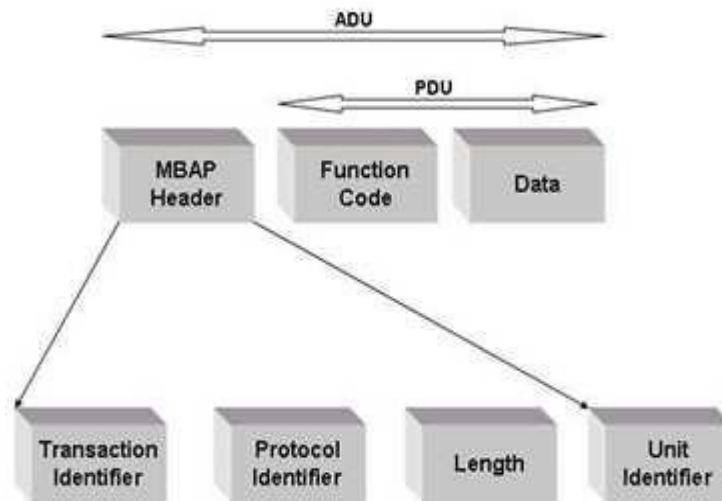 ADU
PDU
MBAP
Header
Function
Code
Data
Transaction
Identifier
Protocol
Identifier
Length
Unit
Identifier